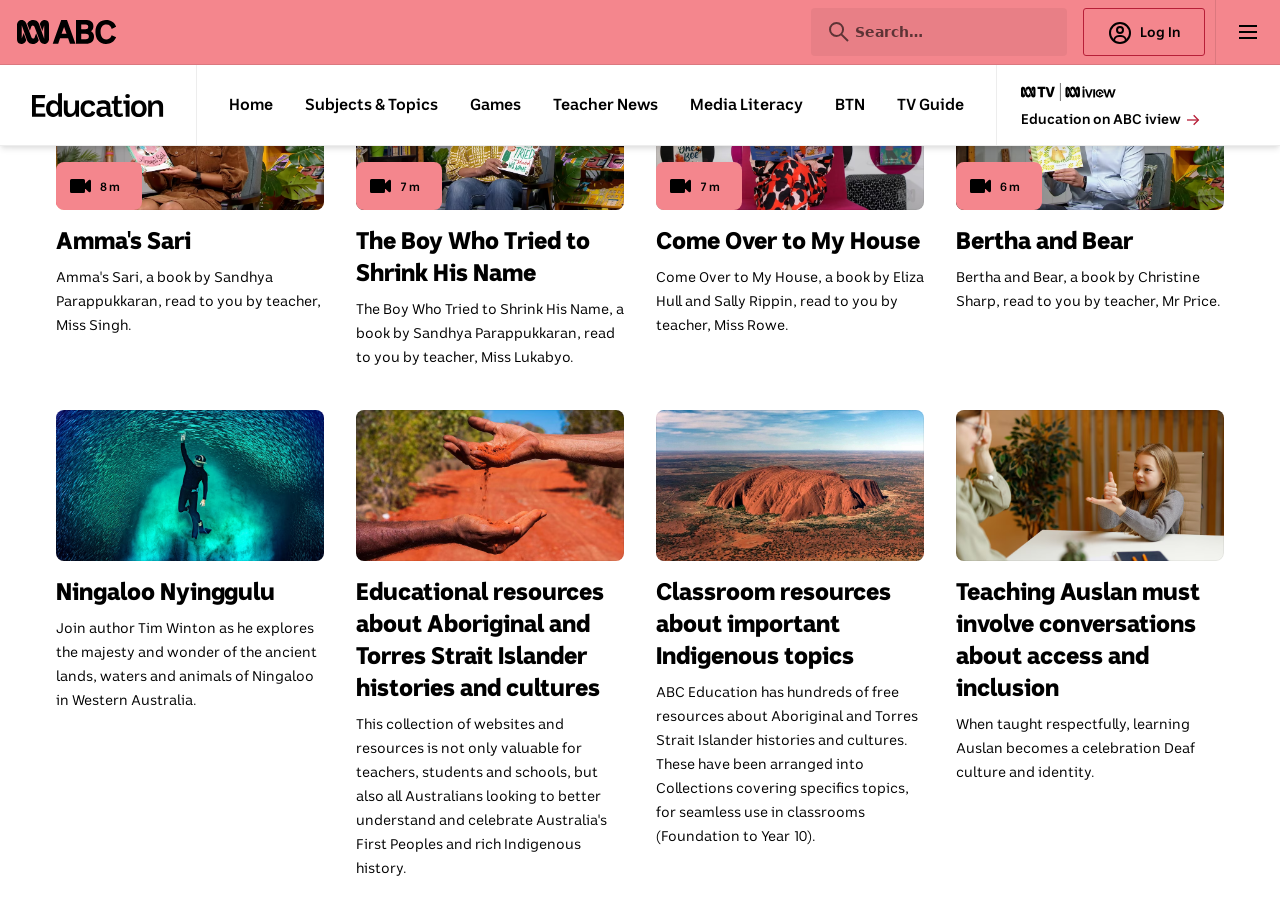 ABC
Search...
Log In
Education
Home
Subjects & Topics
Games
Teacher News
Media Literacy
BTN
TV Guide
TV
iview
Education on ABC iview
8 m
7 m
7 m
6 m
Amma's Sari
Amma's Sari, a book by Sandhya
Parappukkaran, read to you by teacher,
Miss Singh.
The Boy Who Tried to
Shrink His Name
The Boy Who Tried to Shrink His Name, a
book by Sandhya Parappukkaran, read
to you by teacher, Miss Lukabyo.
Come Over to My House
Come Over to My House, a book by Eliza
Hull and Sally Rippin, read to you by
teacher, Miss Rowe.
Bertha and Bear
Bertha and Bear, a book by Christine
Sharp, read to you by teacher, Mr Price.
Ningaloo Nyinggulu
Join author Tim Winton as he explores
the majesty and wonder of the ancient
lands, waters and animals of Ningaloo
in Western Australia.
Educational resources
about Aboriginal and
Torres Strait Islander
histories and cultures
This collection of websites and
resources is not only valuable for
teachers, students and schools, but
also all Australians looking to better
understand and celebrate Australia's
First Peoples and rich Indigenous
history.
Classroom resources
about important
Indigenous topics
ABC Education has hundreds of free
resources about Aboriginal and Torres
Strait Islander histories and cultures.
These have been arranged into
Collections covering specifics topics,
for seamless use in classrooms
(Foundation to Year 10).
Teaching Auslan must
involve conversations
about access and
inclusion
When taught respectfully, learning
Auslan becomes a celebration Deaf
culture and identity.